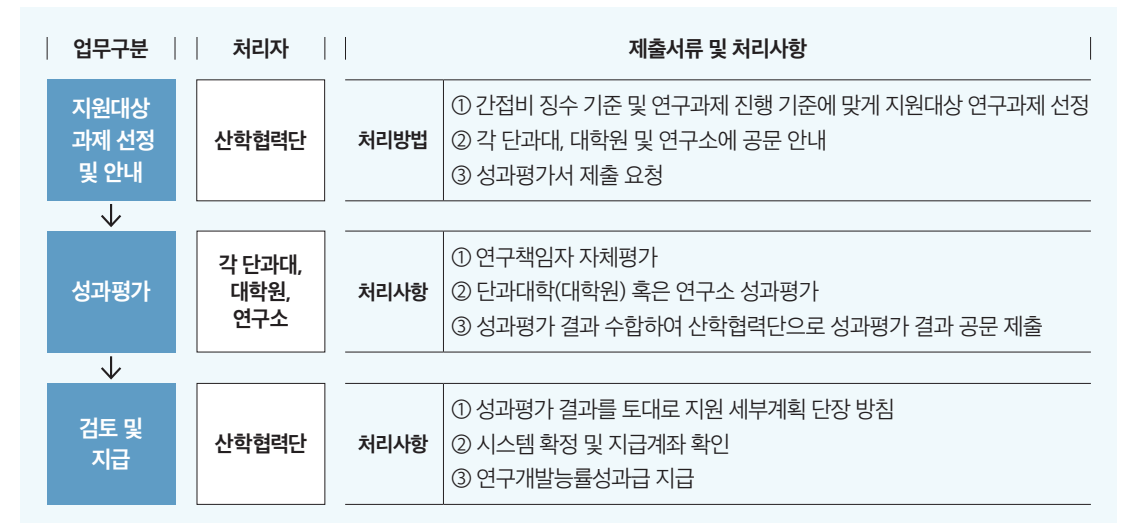 업무구분 처리자 제출서류 및 처리사항
지원대상
과제 선정
및 안내
산학협력단
처리방법
① 간접비 징수 기준 및 연구과제 진행 기준에 맞게 지원대상 연구과제 선정
② 각 단과대, 대학원 및 연구소에 공문 안내
③ 성과평가서 제출 요청
성과평가
각 단과대,
대학원,
연구소
처리사항
① 연구책임자 자체평가
② 단과대학(대학원) 혹은 연구소 성과평가
③ 성과평가 결과 수합하여 산학협력단으로 성과평가 결과 공문 제출
검토 및
지급
산학협력단
처리사항
① 성과평가 결과를 토대로 지원 세부계획 단장 방침
② 시스템 확정 및 지급계좌 확인
③ 연구개발능률성과급 지급